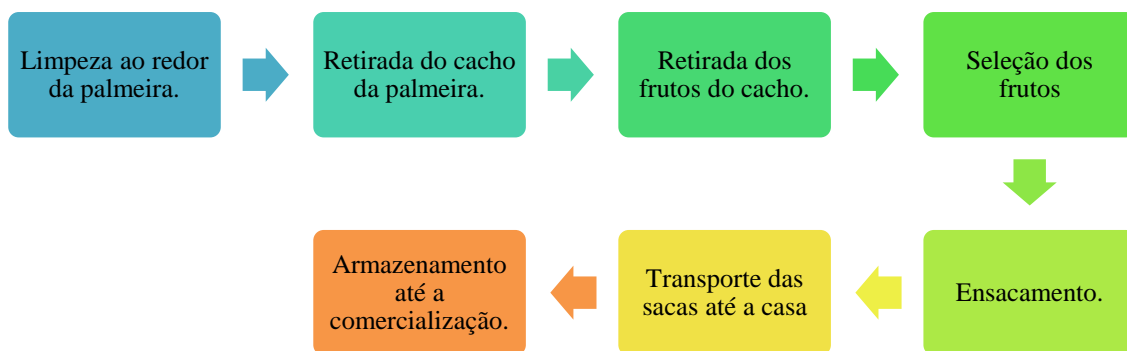 Limpeza ao redor
da palmeira.
Retirada do cacho
da palmeira.
Retirada dos
frutos do cacho.
Seleção dos
frutos
Ensacamento.
Transporte das
sacas até a casa
Armazenamento
até a
comercialização.